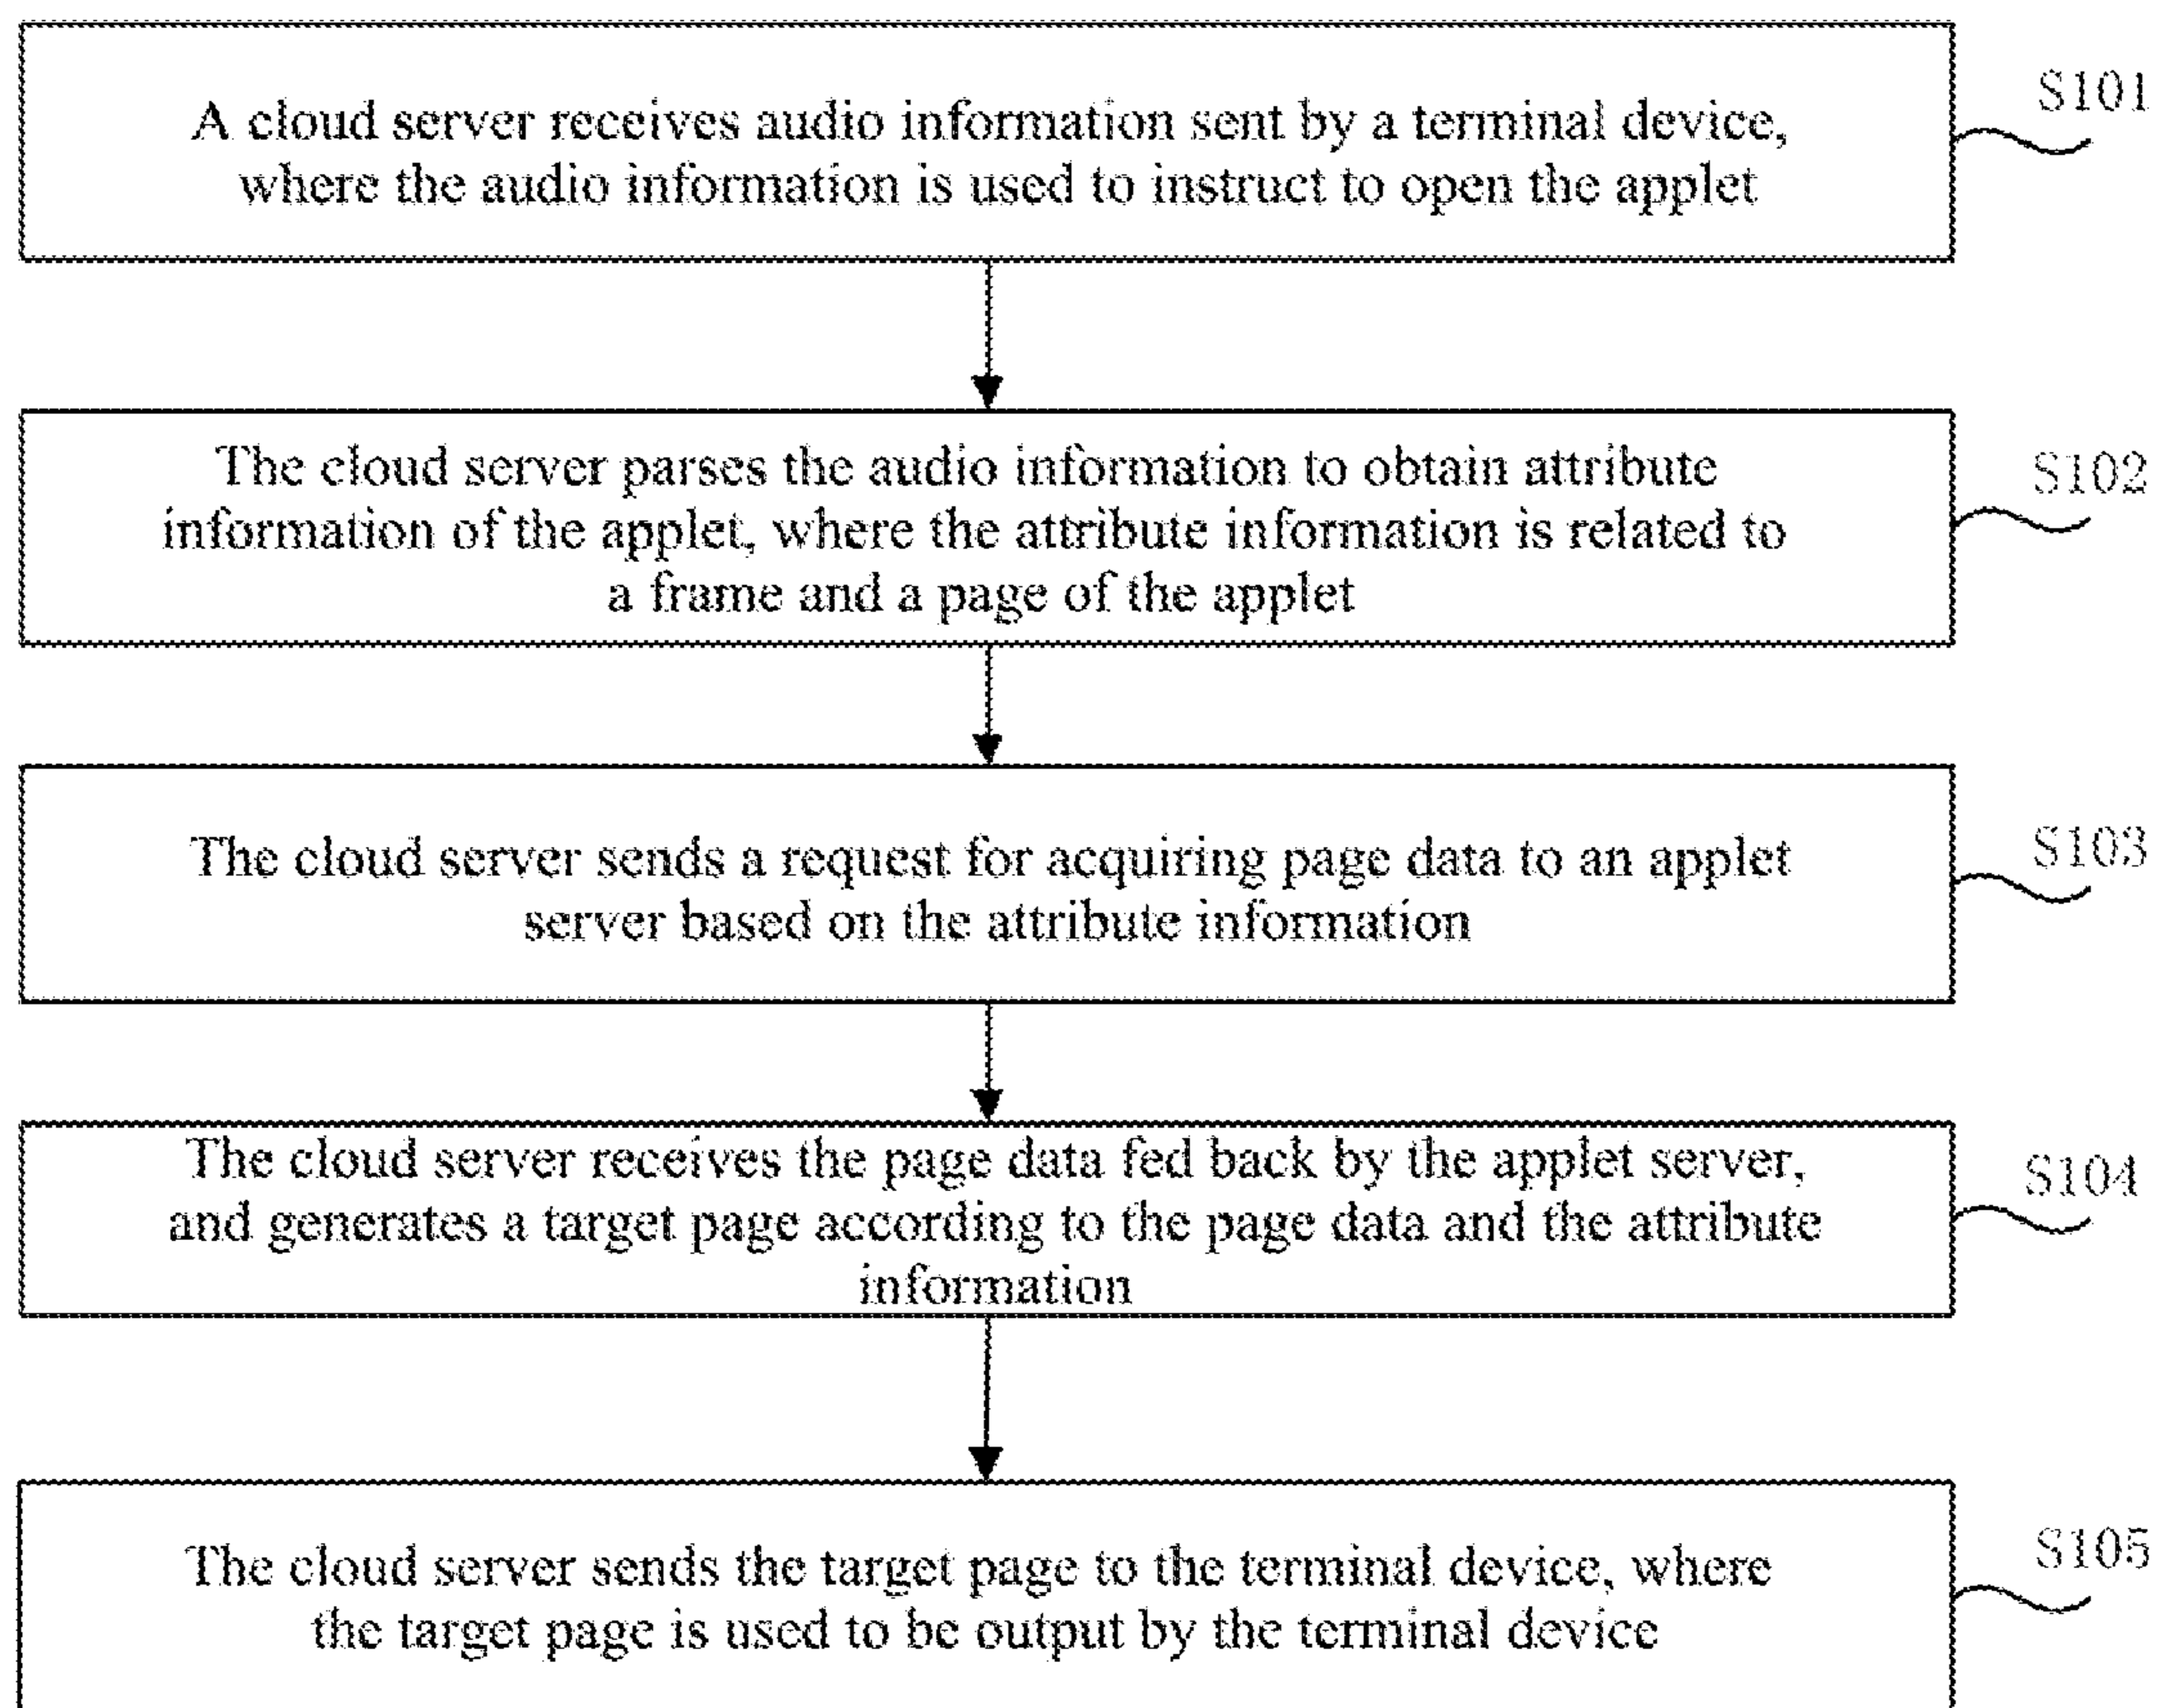 A cloud server receives audio information sent by a terminal device,
where the audio information is used to instruct to open the applet
S101
The cloud server parses the audio information to obtain attribute
information of the applet, where the attribute information is related to
a frame and a page of the applet
S102
The cloud server sends a request for acquiring page data to an applet
server based on the attribute information
S103
The cloud server receives the page data fed back by the applet server,
and generates a target page according to the page data and the attribute
information
S104
The cloud server sends the target page to the terminal device, where
the target page is used to be output by the terminal device
S105